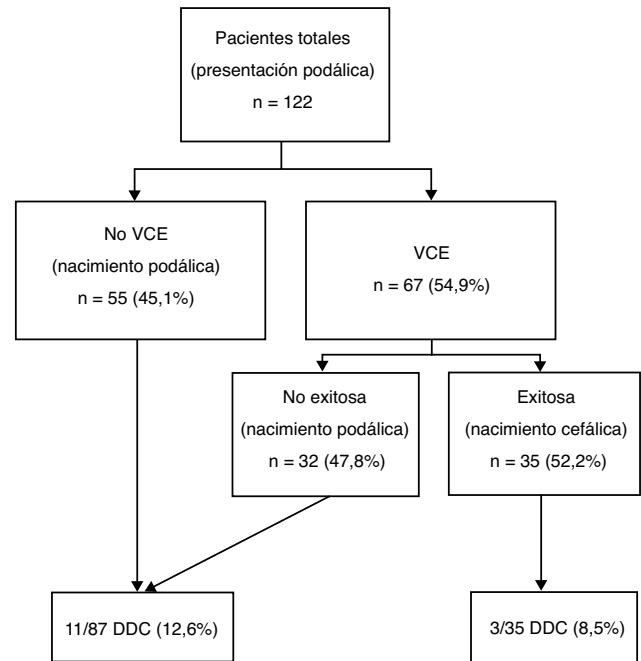 Pacientes totales
(presentación podálica)
n = 122
No VCE
(nacimiento podálica)
n = 55 (45,1%)
VCE
n = 67 (54,9%)
No exitosa
(nacimiento podálica)
n = 32 (47,8%)
Exitosa
(nacimiento cefálica)
n = 35 (52,2%)
11/87 DDC (12,6%)
3/35 DDC (8,5%)